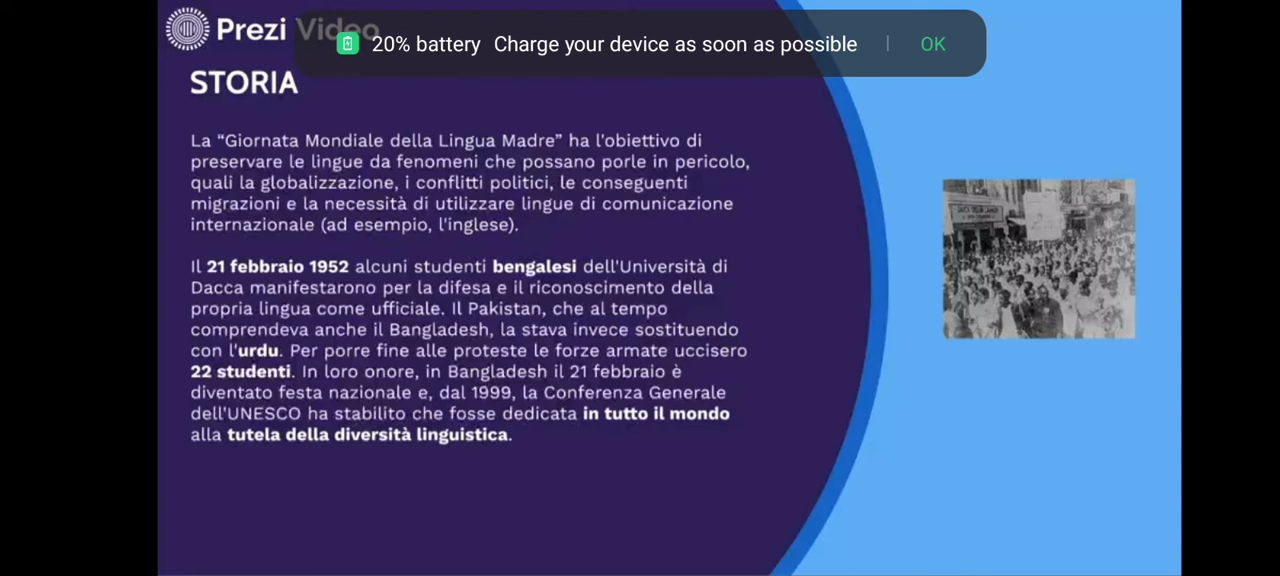 Prezi Video
20% battery Charge your device as soon as possible | OK
STORIA
La “Giornata Mondiale della Lingua Madre” ha l'obiettivo di
preservare le lingue da fenomeni che possano porle in pericolo,
quali la globalizzazione, i conflitti politici, le conseguenti
migrazioni e la necessità di utilizzare lingue di comunicazione
internazionale (ad esempio, l'inglese).
Il 21 febbraio 1952 alcuni studenti bengalesi dell'Università di
Dacca manifestarono per la difesa e il riconoscimento della
propria lingua come ufficiale. Il Pakistan, che al tempo
comprendeva anche il Bangladesh, la stava invece sostituendo
con l'urdu. Per porre fine alle proteste le forze armate uccisero
22 studenti. In loro onore, in Bangladesh il 21 febbraio è
diventato festa nazionale e, dal 1999, la Conferenza Generale
dell'UNESCO ha stabilito che fosse dedicata in tutto il mondo
alla tutela della diversità linguistica.